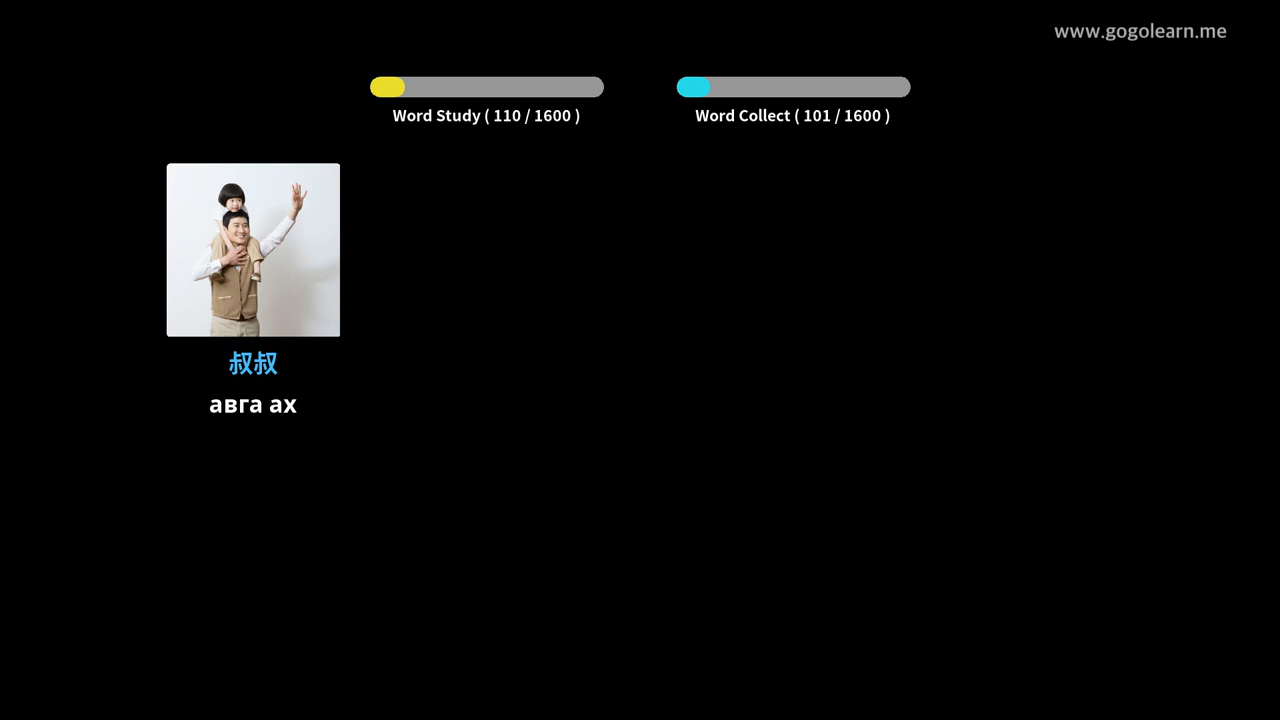 www.gogolearn.me
Word Study ( 110 / 1600 )
Word Collect ( 101 / 1600 )
叔叔
авга ах